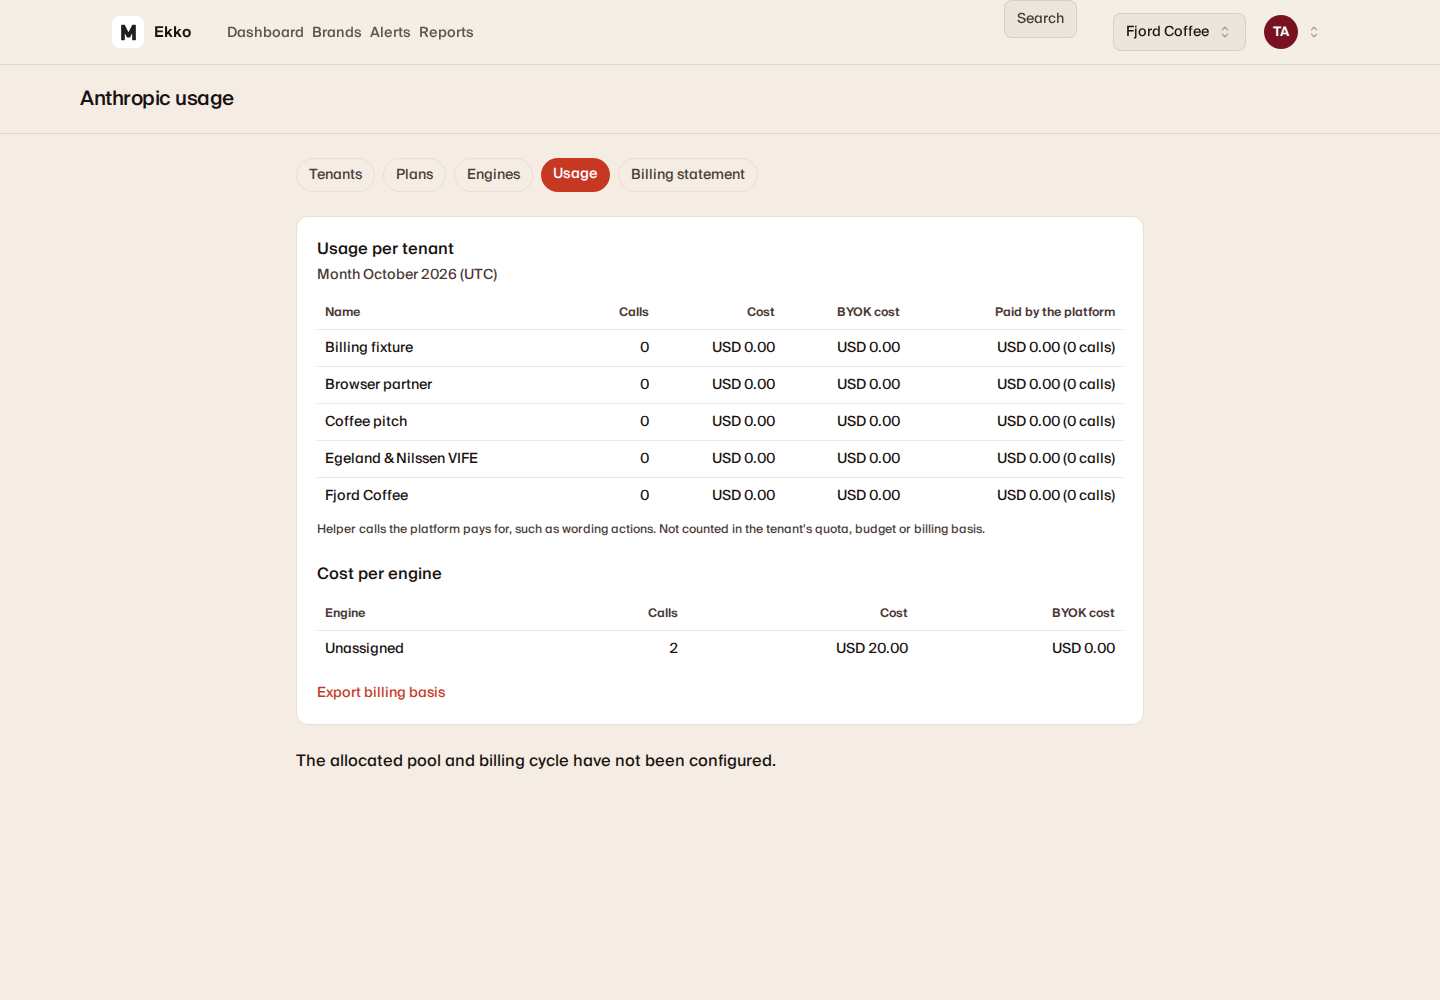 M Ekko Dashboard Brands Alerts Reports Search Fjord Coffee TA
Anthropic usage
Tenants Plans Engines Usage Billing statement
Usage per tenant
Month October 2026 (UTC)
Name Calls Cost BYOK cost Paid by the platform
Billing fixture 0 USD 0.00 USD 0.00 USD 0.00 (0 calls)
Browser partner 0 USD 0.00 USD 0.00 USD 0.00 (0 calls)
Coffee pitch 0 USD 0.00 USD 0.00 USD 0.00 (0 calls)
Egeland & Nilssen VIFE 0 USD 0.00 USD 0.00 USD 0.00 (0 calls)
Fjord Coffee 0 USD 0.00 USD 0.00 USD 0.00 (0 calls)
Helper calls the platform pays for, such as wording actions. Not counted in the tenant's quota, budget or billing basis.
Cost per engine
Engine Calls Cost BYOK cost
Unassigned 2 USD 20.00 USD 0.00
Export billing basis
The allocated pool and billing cycle have not been configured.